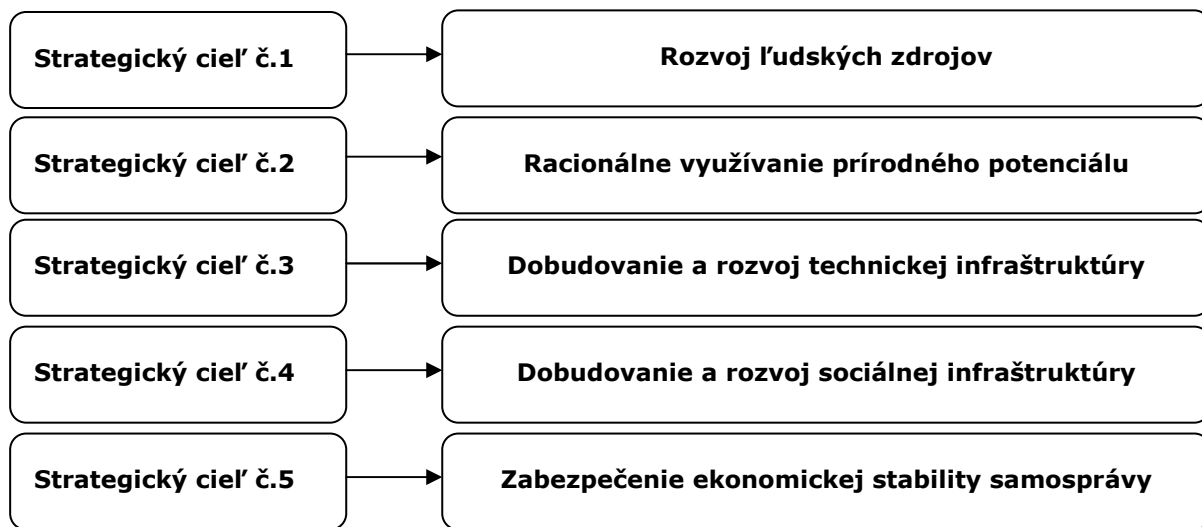 Strategický cieľ č.1
Rozvoj ľudských zdrojov
Strategický cieľ č.2
Racionálne využívanie prírodného potenciálu
Strategický cieľ č.3
Dobudovanie a rozvoj technickej infraštruktúry
Strategický cieľ č.4
Dobudovanie a rozvoj sociálnej infraštruktúry
Strategický cieľ č.5
Zabezpečenie ekonomickej stability samosprávy